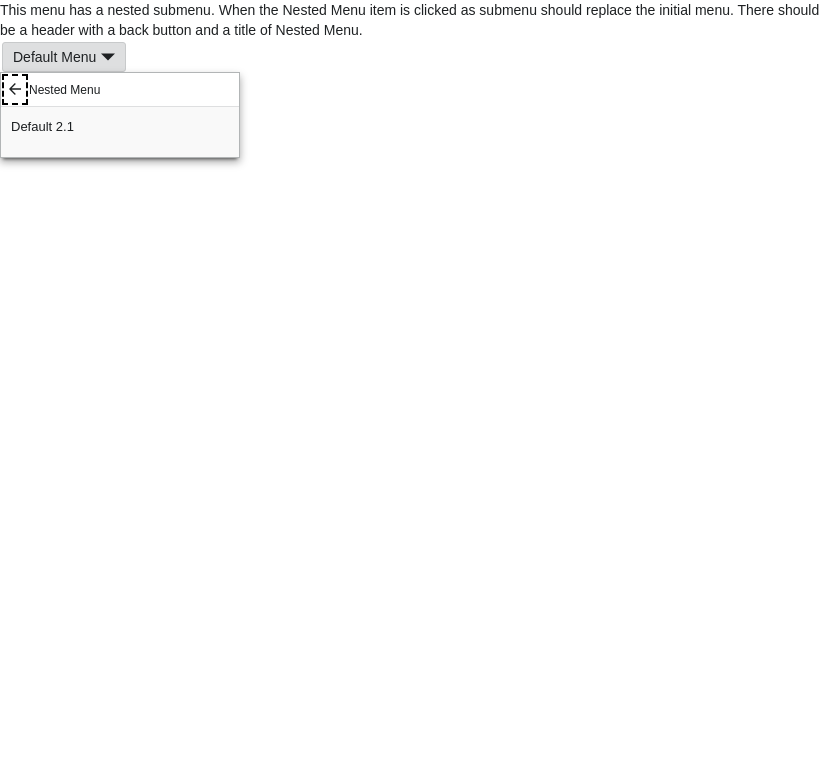 This menu has a nested submenu. When the Nested Menu item is clicked as submenu should replace the initial menu. There should
be a header with a back button and a title of Nested Menu.
Default Menu
Nested Menu
Default 2.1